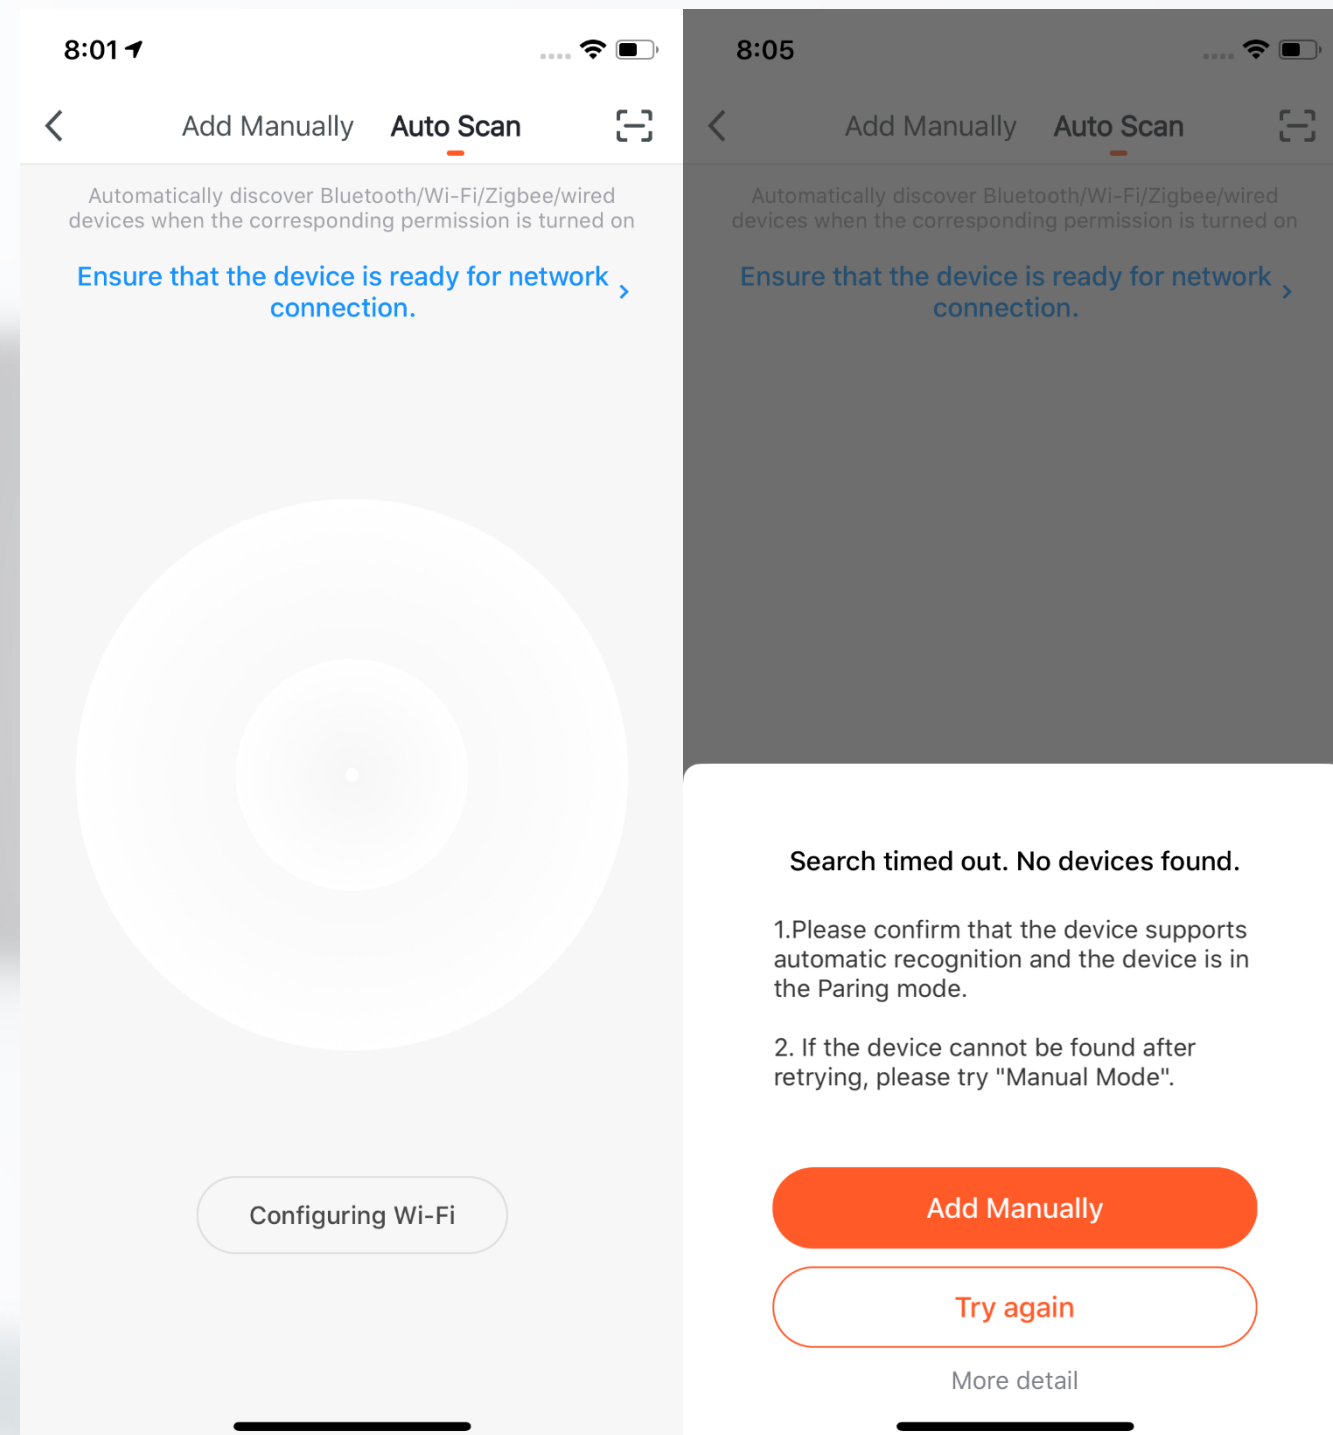 8:01
Add Manually Auto Scan
Automatically discover Bluetooth/Wi-Fi/Zigbee/wired
devices when the corresponding permission is turned on
Ensure that the device is ready for network
connection.
Configuring Wi-Fi
8:05
Add Manually Auto Scan
Automatically discover Bluetooth/Wi-Fi/Zigbee/wired
devices when the corresponding permission is turned on
Ensure that the device is ready for network
connection.
Search timed out. No devices found.
1.Please confirm that the device supports
automatic recognition and the device is in
the Paring mode.
2. If the device cannot be found after
retrying, please try "Manual Mode".
Add Manually
Try again
More detail